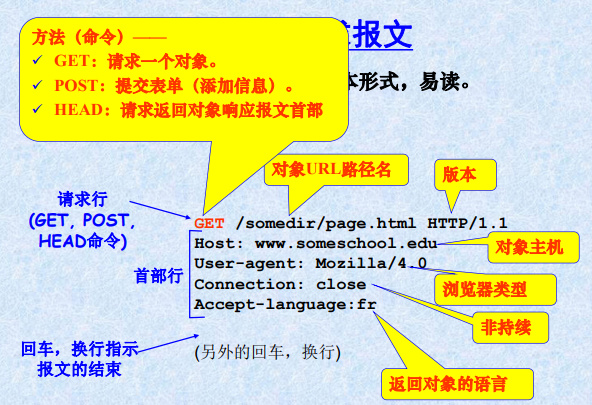 方法（命令）——
✓ GET：请求一个对象。
✓ POST：提交表单（添加信息）。
✓ HEAD：请求返回对象响应报文首部
报文
本形式，易读。
对象URL路径名
版本
请求行
(GET, POST,
HEAD命令)
GET /somedir/page.html HTTP/1.1
Host: www.someschool.edu
对象主机
首部行
User-agent: Mozilla/4.0
浏览器类型
Connection: close
非持续
Accept-language:fr
回车，换行指示
报文的结束
(另外的回车，换行)
返回对象的语言